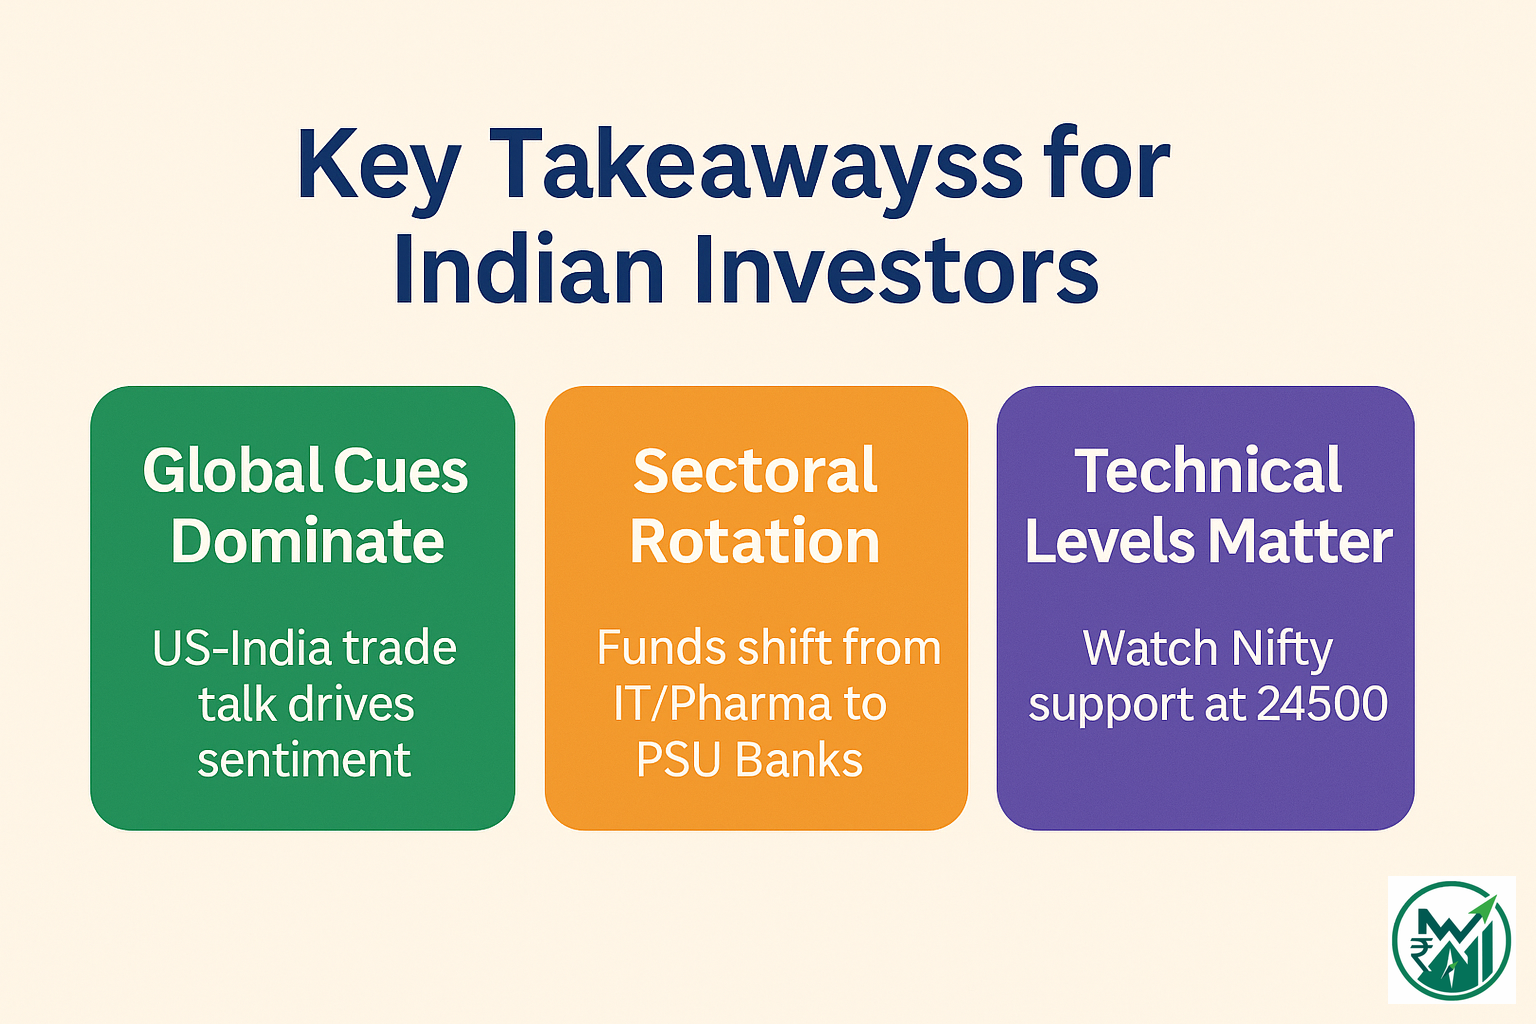 Key Takeawayss for
Indian Investors
Global Cues
Dominate
US-India trade
talk drives
sentiment
Sectoral
Rotation
Funds shift from
IT/Pharma to
PSU Banks
Technical
Levels Matter
Watch Nifty
support at 24500